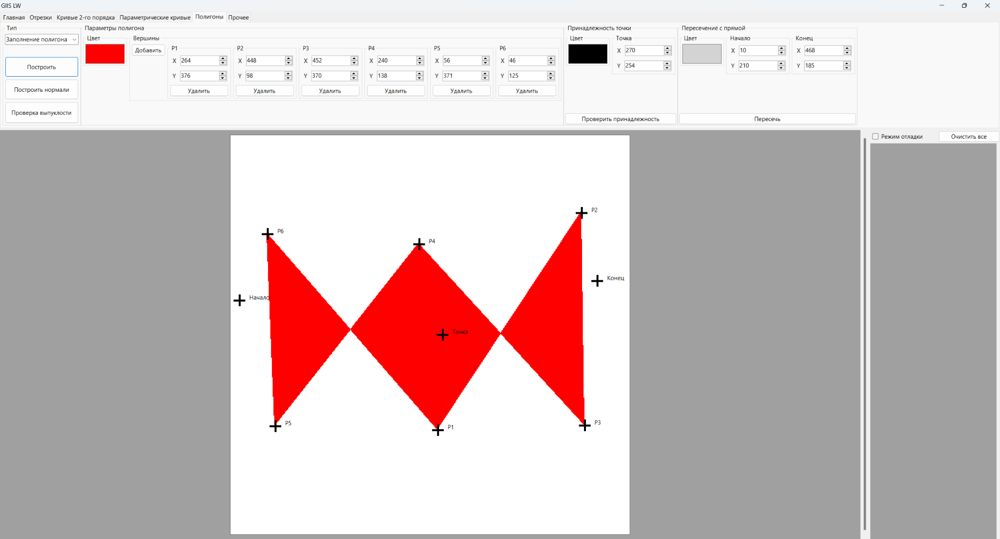 GIIS LW
Главная Отрезки Кривые 2-го порядка Параметрические кривые Полигоны Прочее
Тип Параметры полигона Принадлежность точки Пересечение с прямой
Заполнение полигона Цвет Вершины Цвет Точка Цвет Начало Конец
Добавить P1 P2 P3 P4 P5 P6
X 264 X 448 X 452 X 240 X 56 X 46 X 270 X 10 X 468
Построить Y 376 Y 98 Y 370 Y 138 Y 371 Y 125 Y 254 Y 210 Y 185
Построить нормали Удалить Удалить Удалить Удалить Удалить Удалить
Проверка выпуклости
Проверить принадлежность Пересечь
Режим отладки Очистить все
P2
P6
P4
Конец
Начало
Точка
P5 P1 P3